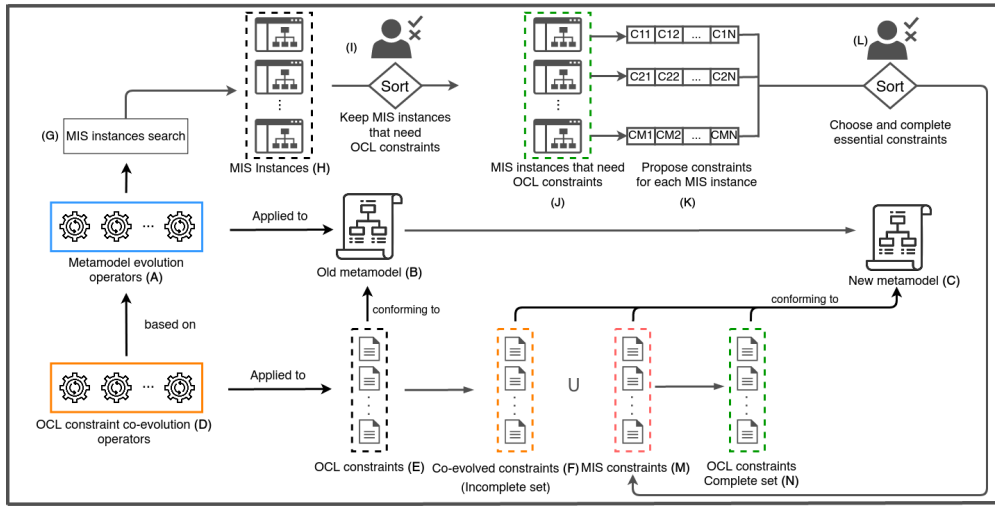 (I)
(L)
C11 C12 ... C1N
Sort
C21 C22 ... C2N
Sort
(G) MIS instances search
Keep MIS instances
that need
OCL constraints
CM1 CM2 ... CMN
Choose and complete
essential constraints
MIS Instances (H)
MIS instances that need
OCL constraints
(J)
Propose constraints
for each MIS instance
(K)
...
Applied to
Metamodel evolution
operators (A)
Old metamodel (B)
New metamodel (C)
based on
conforming to
conforming to
...
Applied to
U
OCL constraint co-evolution (D)
operators
OCL constraints (E)
Co-evolved constraints (F)
(Incomplete set)
MIS constraints (M)
OCL constraints
Complete set (N)